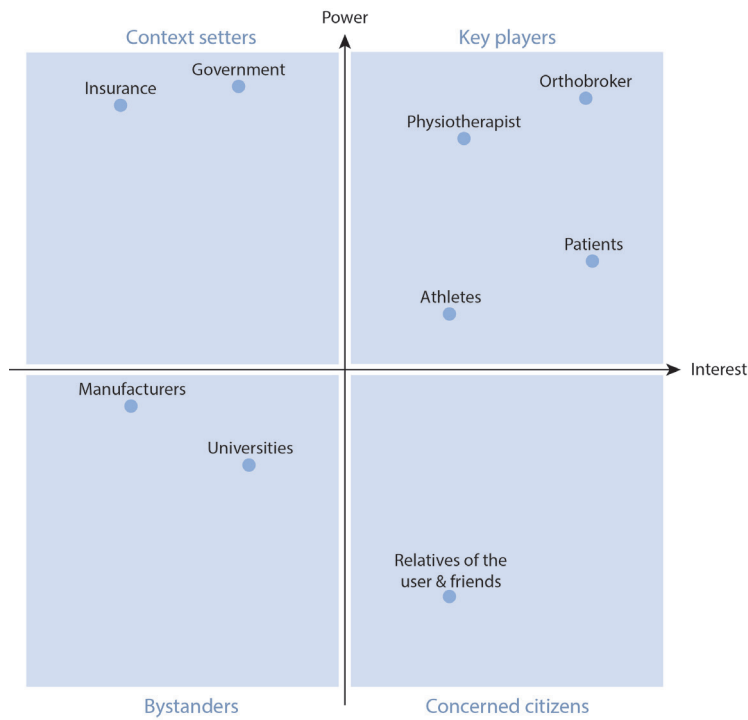 Power
Context setters
Key players
Government
Insurance
Orthobroker
Physiotherapist
Patients
Athletes
Interest
Manufacturers
Universities
Relatives of the
user & friends
Bystanders
Concerned citizens